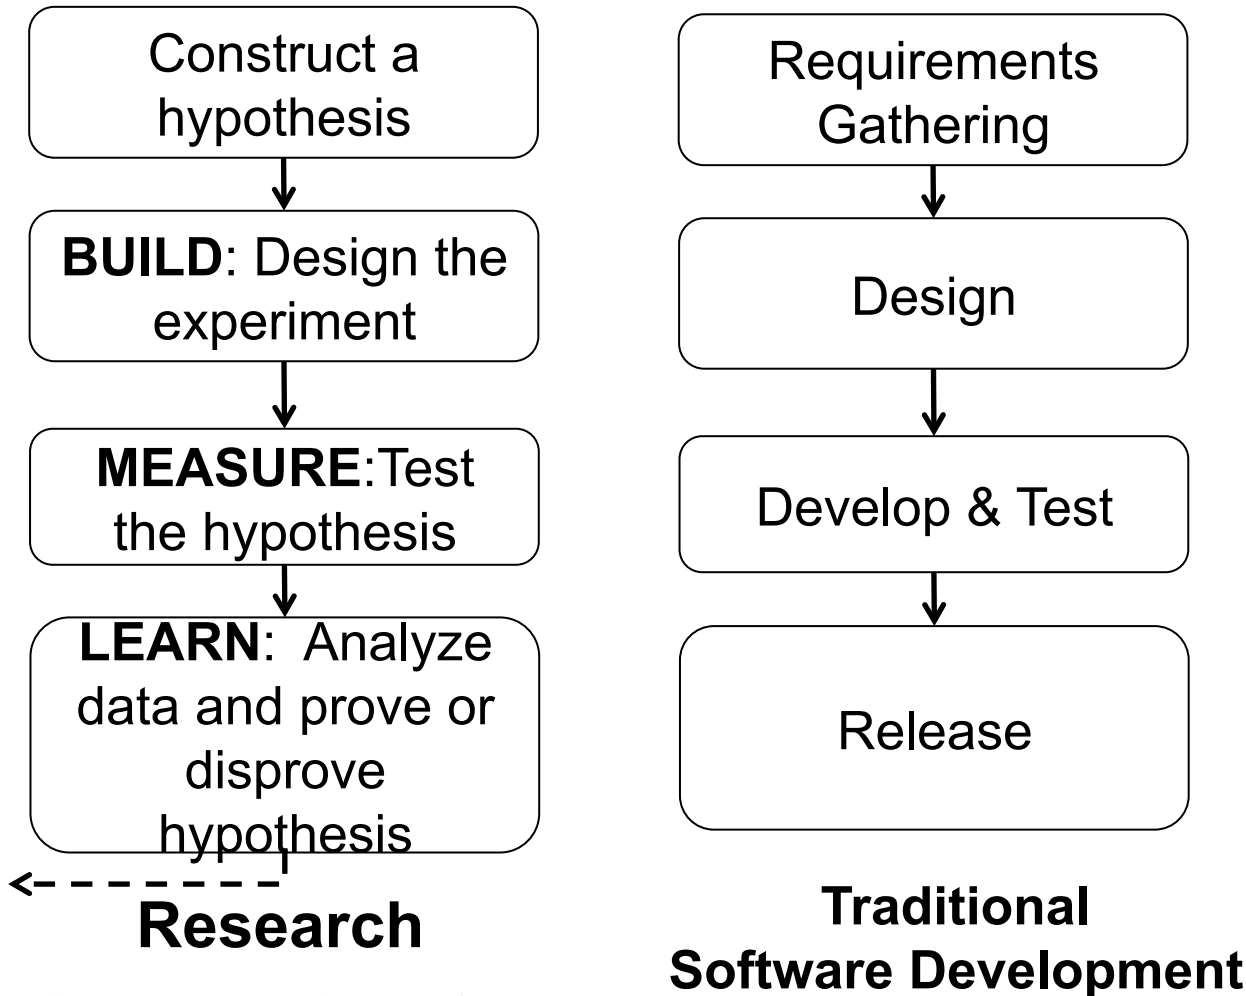 Construct a
hypothesis
BUILD: Design the
experiment
MEASURE:Test
the hypothesis
LEARN:  Analyze
data and prove or
disprove
hypothesis
Research
Requirements
Gathering
Design
Develop & Test
Release
Traditional
Software Development